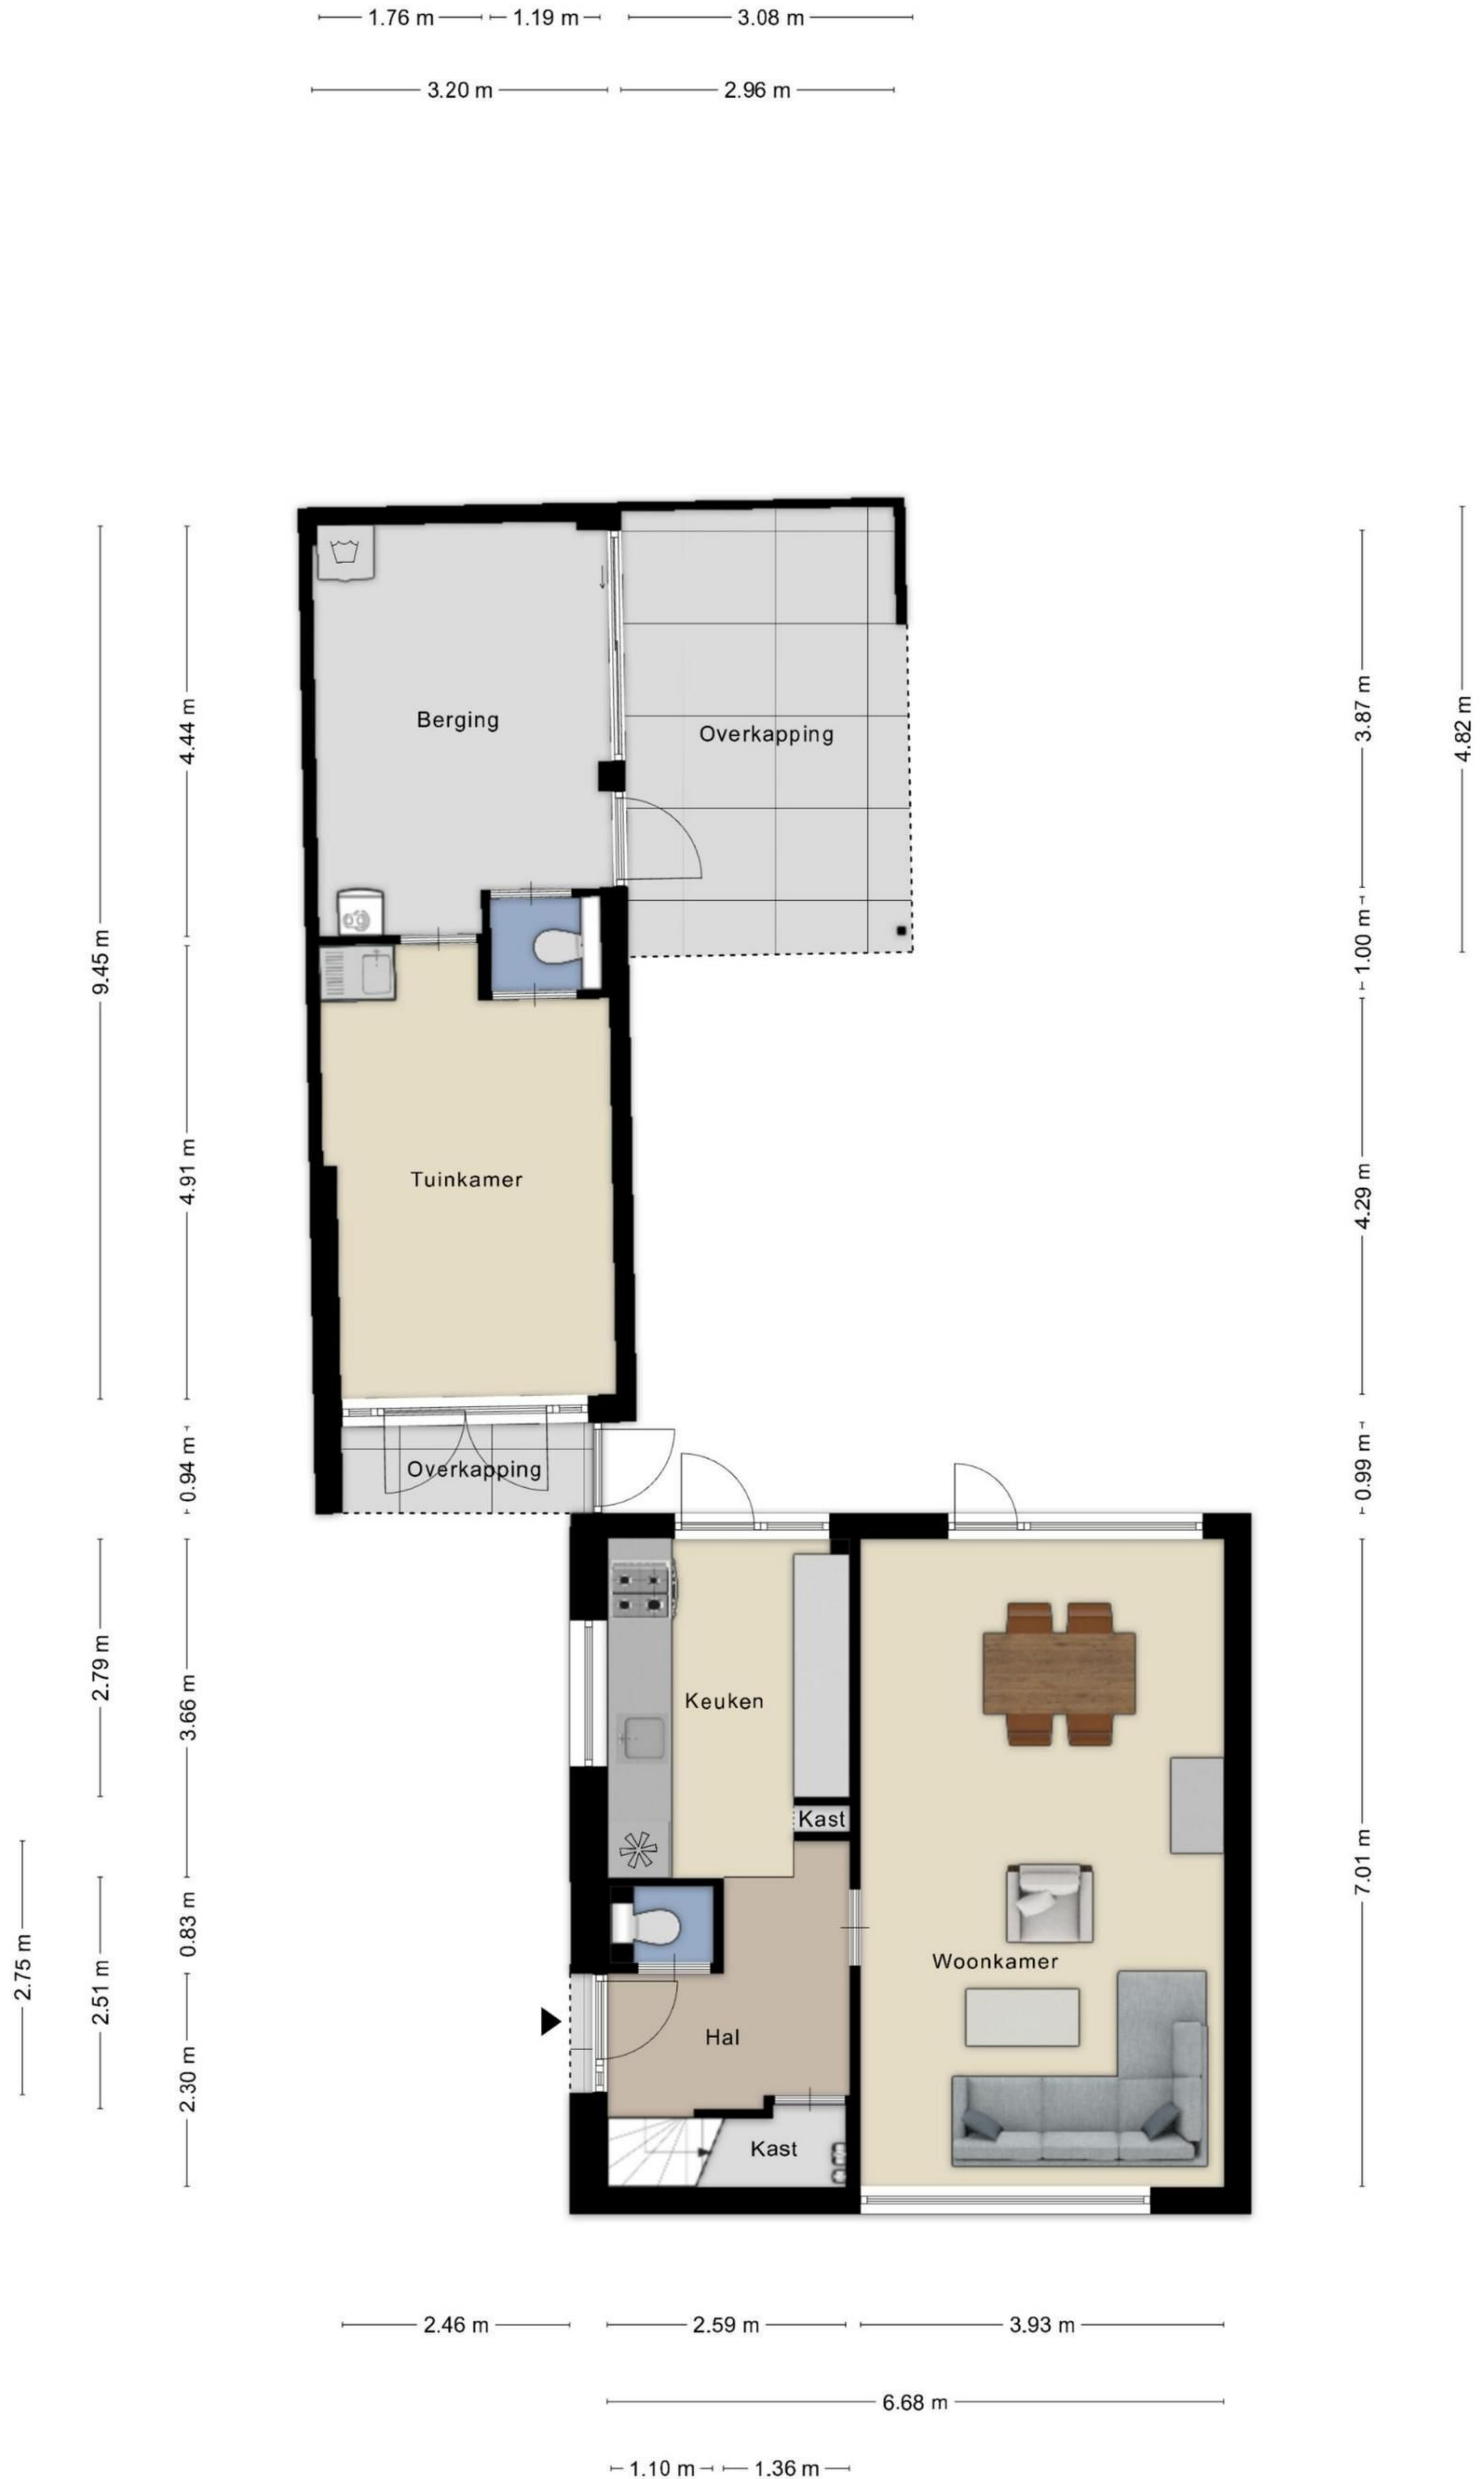 1.76 m
1.19 m
3.08 m
3.20 m
2.96 m
Berging
Overkapping
4.44 m
3.87 m
4.82 m
9.45 m
1.00 m
Tuinkamer
4.91 m
4.29 m
Overkapping
0.94 m
0.99 m
Keuken
2.79 m
3.66 m
Kast
7.01 m
0.83 m
Woonkamer
2.75 m
2.51 m
Hal
2.30 m
Kast
2.46 m
2.59 m
3.93 m
6.68 m
1.10 m
1.36 m